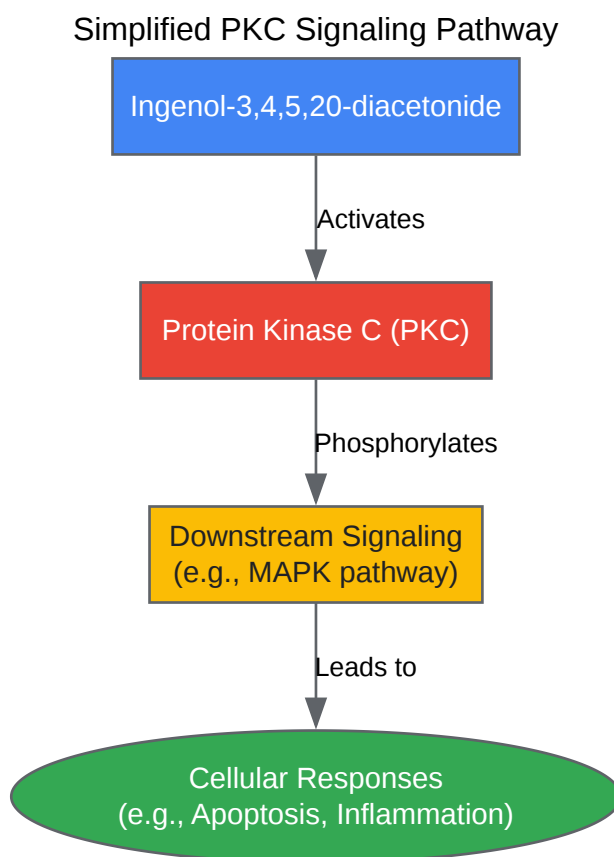 Simplified PKC Signaling Pathway
Ingenol-3,4,5,20-diacetonide
Activates
Protein Kinase C (PKC)
Phosphorylates
Downstream Signaling
(e.g., MAPK pathway)
Leads to
Cellular Responses
(e.g., Apoptosis, Inflammation)